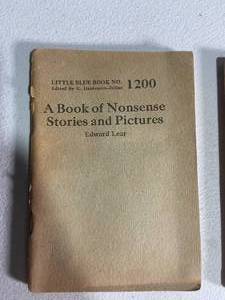 LITTLE BLUE BOOK NO. 1200
Edited by E. Haldeman-Julius
A Book of Nonsense
Stories and Pictures
Edward Lear